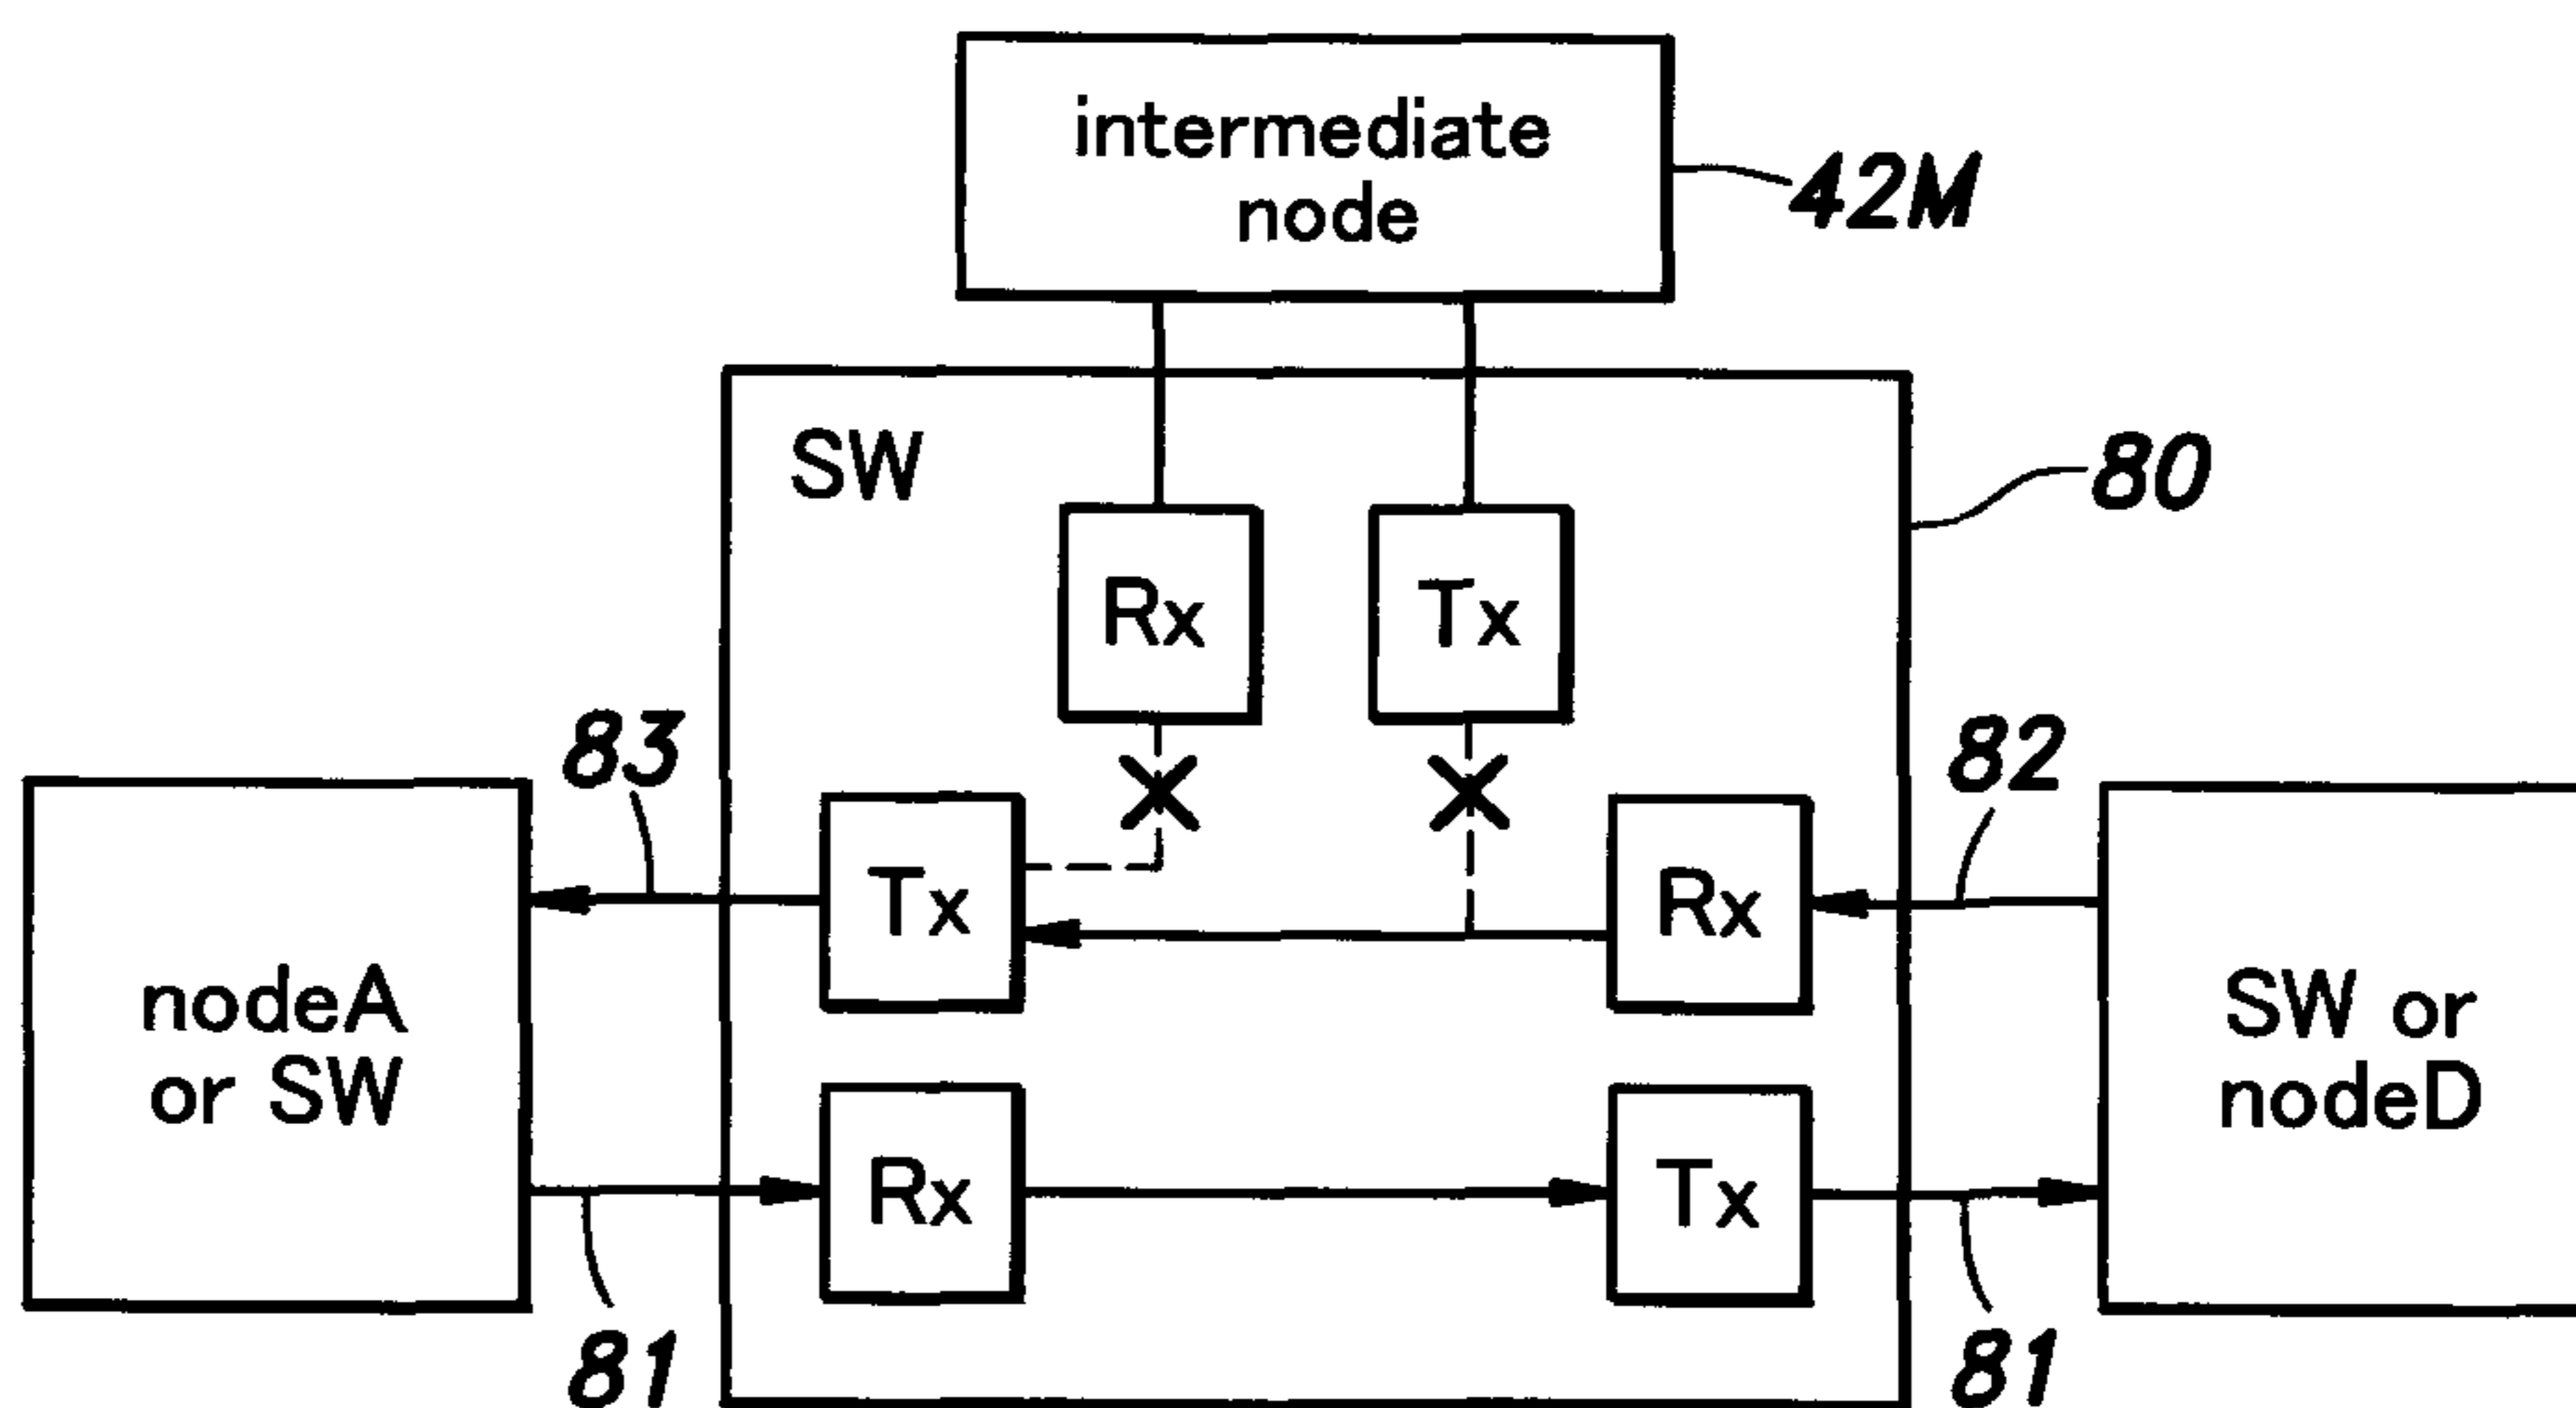 intermediate
node
42M
SW
80
Rx
Tx
83
82
nodeA
or SW
Tx
Rx
SW or
nodeD
Rx
Tx
81
81